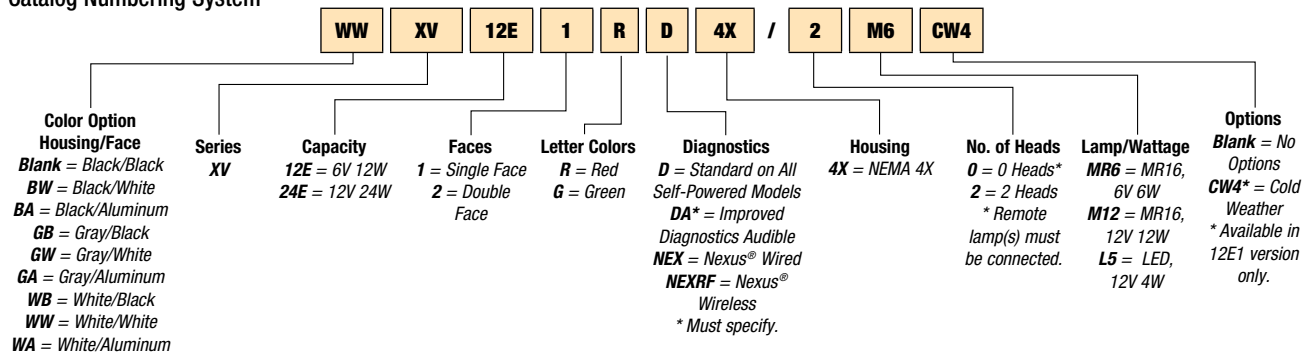 Catalog Numbering System
WW XV 12E 1 R D 4X / 2 M6 CW4
Color Option
Housing/Face
Blank = Black/Black
BW = Black/White
BA = Black/Aluminum
GB = Gray/Black
GW = Gray/White
GA = Gray/Aluminum
WB = White/Black
WW = White/White
WA = White/Aluminum
Series
XV
Capacity
12E = 6V 12W
24E = 12V 24W
Faces
1 = Single Face
2 = Double
Face
Letter Colors
R = Red
G = Green
Diagnostics
D = Standard on All
Self-Powered Models
DA* = Improved
Diagnostics Audible
NEX = Nexus® Wired
NEXRF = Nexus®
Wireless
* Must specify.
Housing
4X = NEMA 4X
No. of Heads
0 = 0 Heads*
2 = 2 Heads
* Remote
lamp(s) must
be connected.
Lamp/Wattage
MR6 = MR16,
6V 6W
M12 = MR16,
12V 12W
L5 = LED,
12V 4W
Options
Blank = No
Options
CW4* = Cold
Weather
* Available in
12E1 version
only.